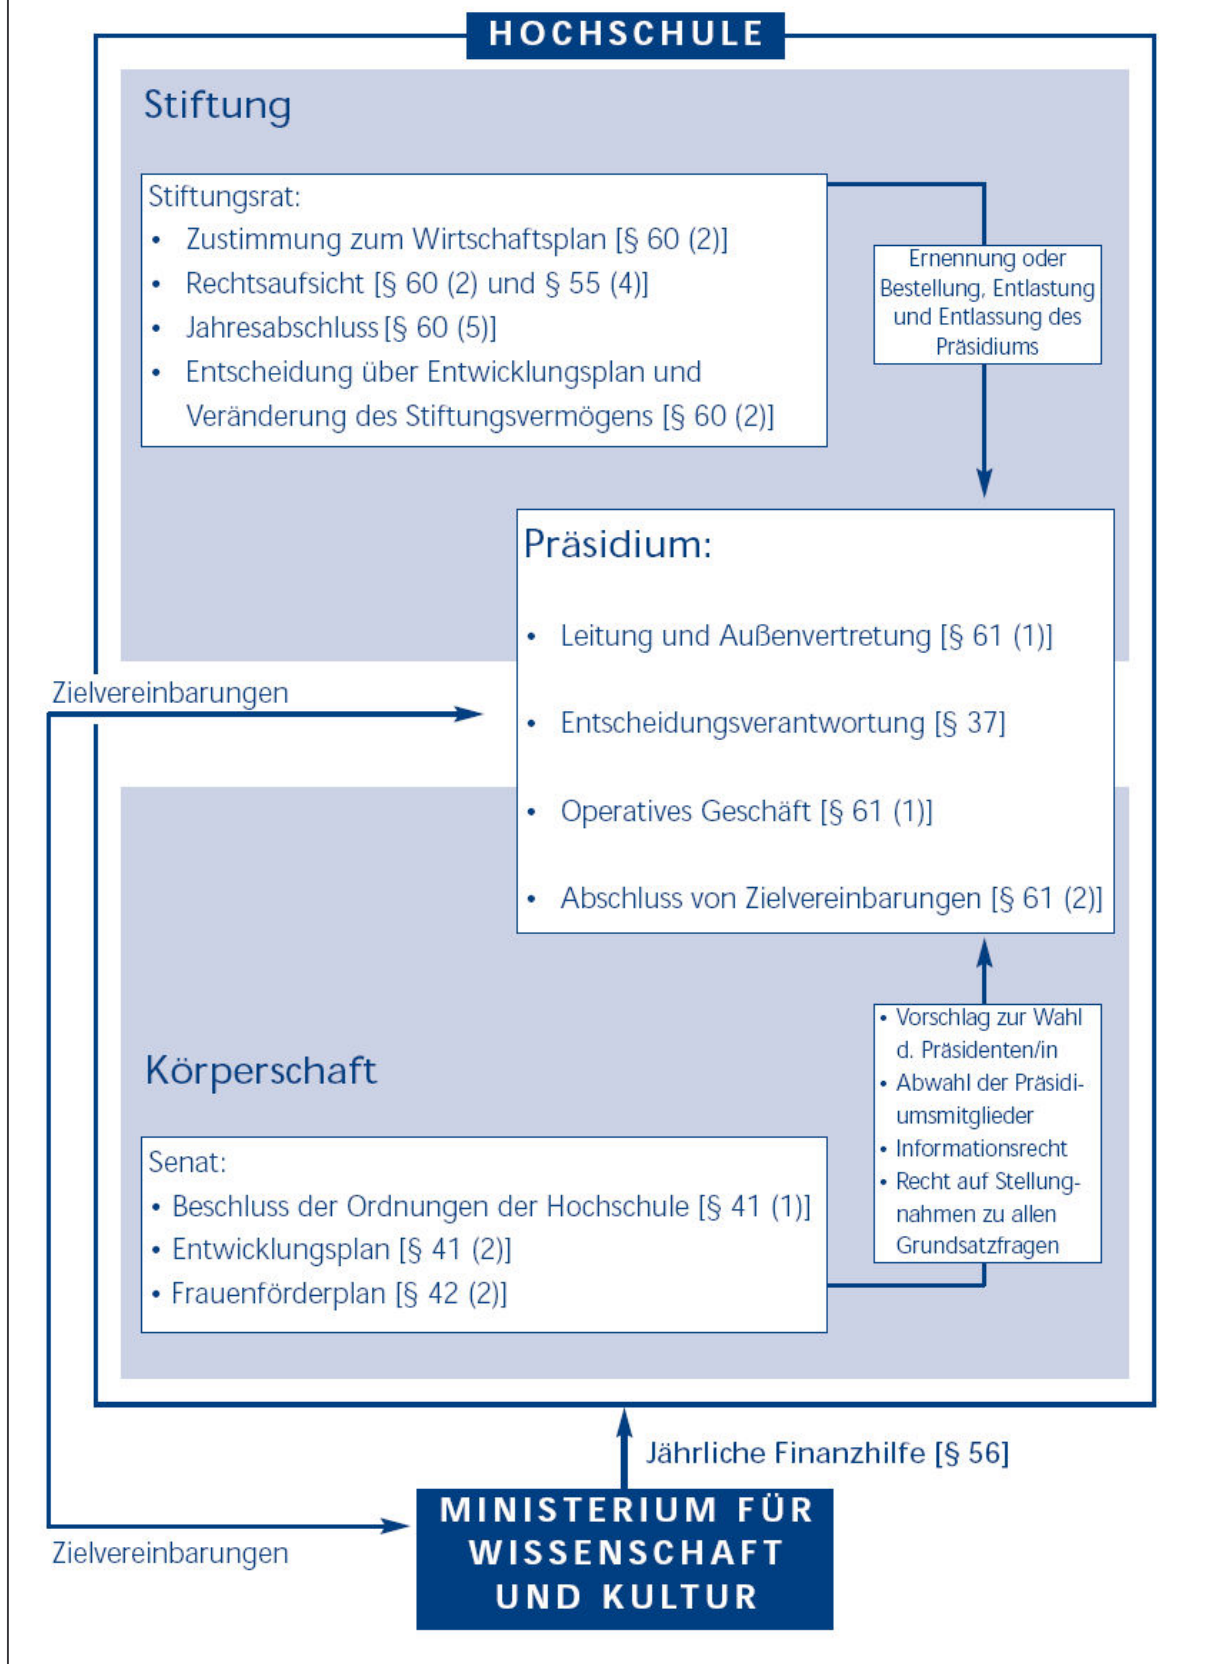 HOCHSCHULE
Stiftung
Stiftungsrat:
• Zustimmung zum Wirtschaftsplan [§ 60 (2)]
• Rechtsaufsicht [§ 60 (2) und § 55 (4)]
• Jahresabschluss [§ 60 (5)]
• Entscheidung über Entwicklungsplan und
Veränderung des Stiftungsvermögens [§ 60 (2)]
Ernennung oder
Bestellung, Entlastung
und Entlassung des
Präsidiums
Präsidium:
• Leitung und Außenvertretung [§ 61 (1)]
• Entscheidungsverantwortung [§ 37]
• Operatives Geschäft [§ 61 (1)]
• Abschluss von Zielvereinbarungen [§ 61 (2)]
Zielvereinbarungen
Körperschaft
Senat:
• Beschluss der Ordnungen der Hochschule [§ 41 (1)]
• Entwicklungsplan [§ 41 (2)]
• Frauenförderplan [§ 42 (2)]
• Vorschlag zur Wahl
d. Präsidenten/in
• Abwahl der Präsidi-
umsmitglieder
• Informationsrecht
• Recht auf Stellung-
nahmen zu allen
Grundsatzfragen
Jährliche Finanzhilfe [§ 56]
MINISTERIUM FÜR
WISSENSCHAFT
UND KULTUR
Zielvereinbarungen